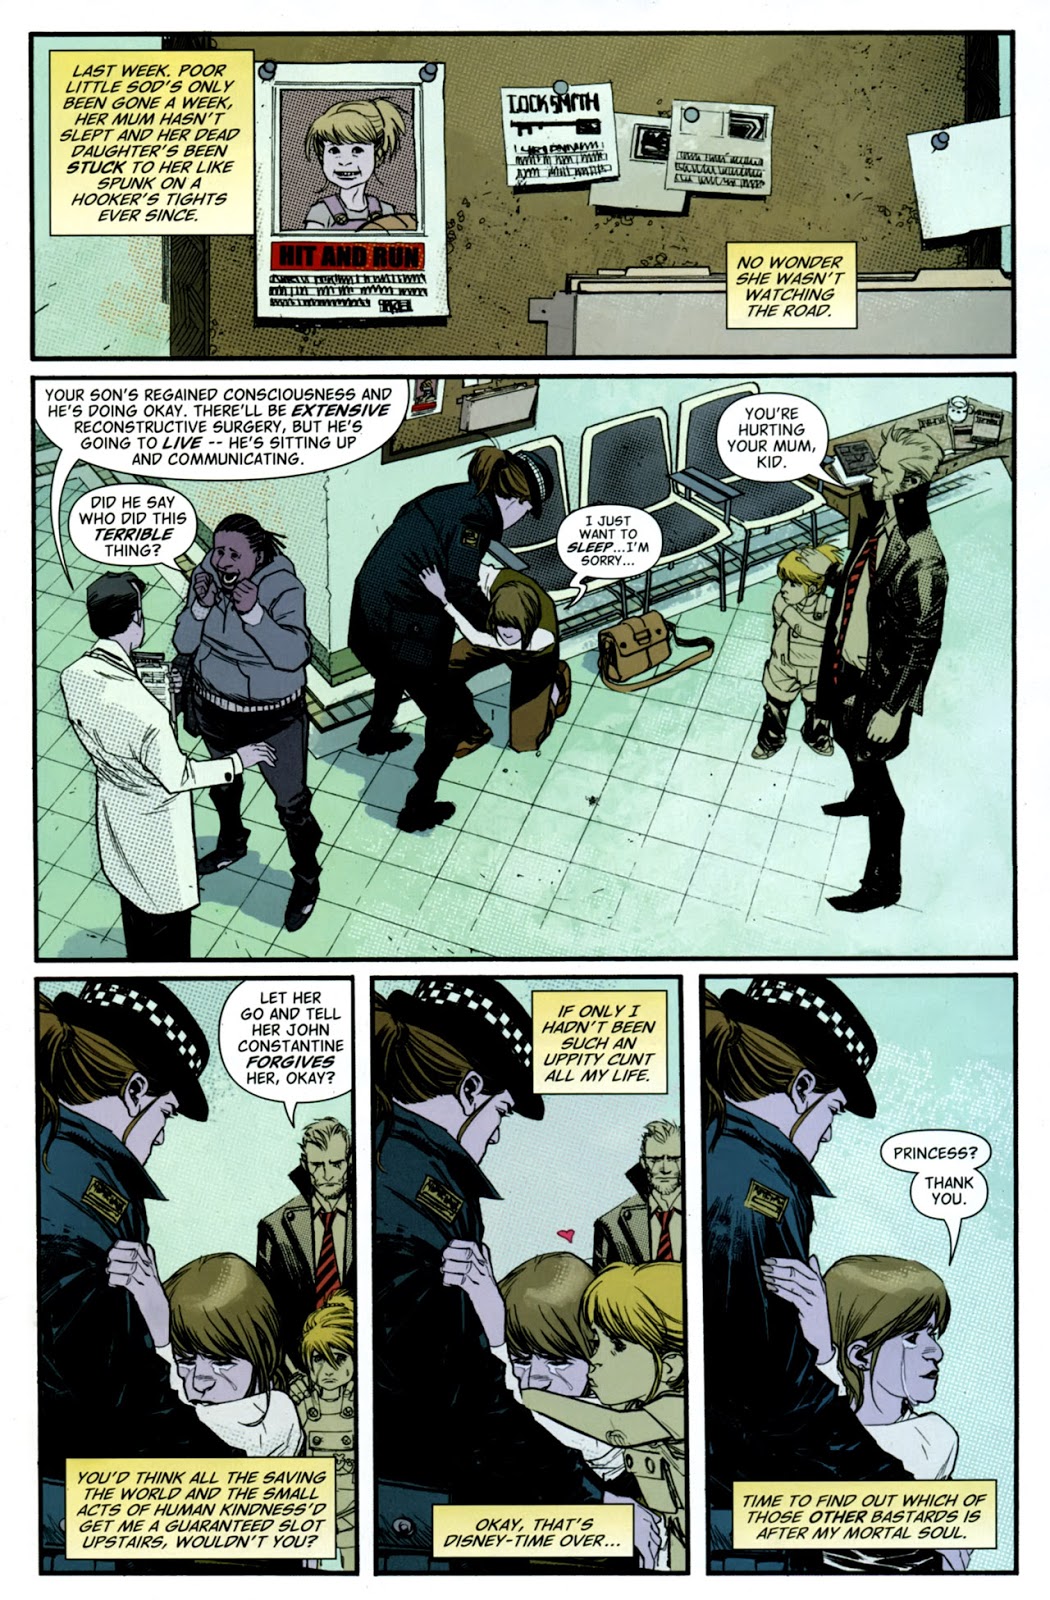 LAST WEEK. POOR
LITTLE SOD'S ONLY
BEEN GONE A WEEK,
HER MUM HASN'T
SLEPT AND HER DEAD
DAUGHTER'S BEEN
STUCK TO HER LIKE
SPUNK ON A
HOOKER'S TIGHTS
EVER SINCE.
HIT AND RUN
LOCKSMITH
NO WONDER
SHE WASN'T
WATCHING
THE ROAD.
YOUR SON'S REGAINED CONSCIOUSNESS AND
HE'S DOING OKAY. THERE'LL BE EXTENSIVE
RECONSTRUCTIVE SURGERY, BUT HE'S
GOING TO LIVE -- HE'S SITTING UP
AND COMMUNICATING.
DID HE SAY
WHO DID THIS
TERRIBLE
THING?
I JUST
WANT TO
SLEEP...I'M
SORRY...
YOU'RE
HURTING
YOUR MUM,
KID.
LET HER
GO AND TELL
HER JOHN
CONSTANTINE
FORGIVES
HER, OKAY?
YOU'D THINK ALL THE SAVING
THE WORLD AND THE SMALL
ACTS OF HUMAN KINDNESS'D
GET ME A GUARANTEED SLOT
UPSTAIRS, WOULDN'T YOU?
IF ONLY I
HADN'T BEEN
SUCH AN
UPPITY CUNT
ALL MY LIFE.
OKAY, THAT'S
DISNEY-TIME OVER...
PRINCESS?
THANK
YOU.
TIME TO FIND OUT WHICH OF
THOSE OTHER BASTARDS IS
AFTER MY MORTAL SOUL.